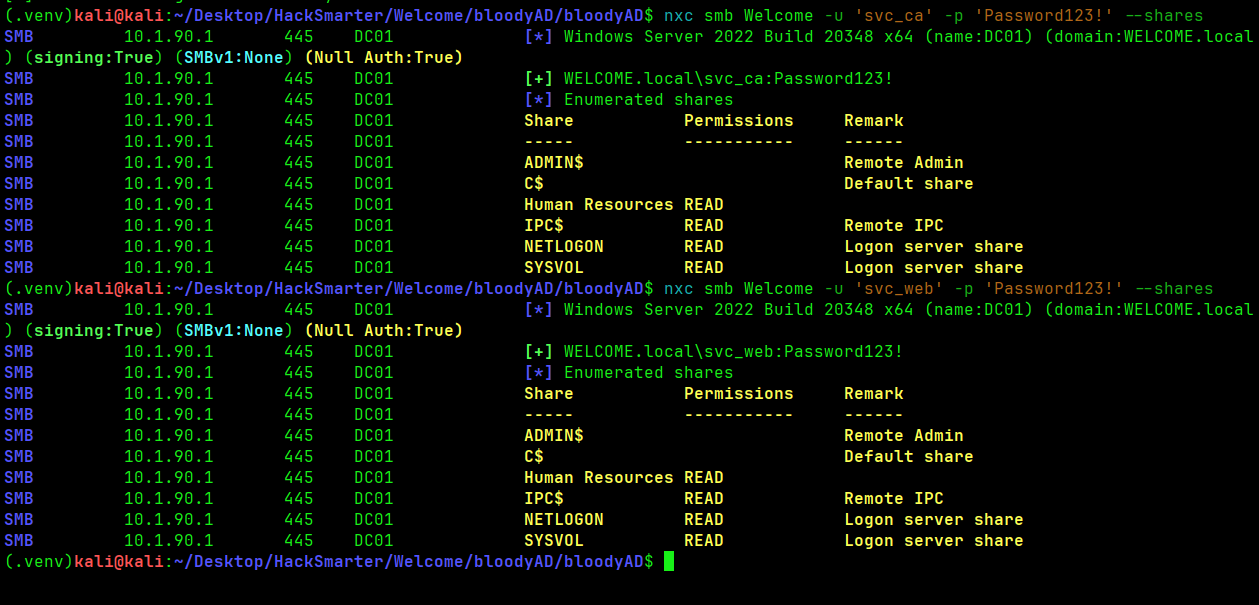 (.venv)kali@kali:~/Desktop/HackSmarter/Welcome/bloodyAD/bloodyAD$ nxc smb Welcome -u 'svc_ca' -p 'Password123!' --shares
SMB 10.1.90.1 445 DC01 [*] Windows Server 2022 Build 20348 x64 (name:DC01) (domain:WELCOME.local
) (signing:True) (SMBv1:None) (Null Auth:True)
SMB 10.1.90.1 445 DC01 [+] WELCOME.local\svc_ca:Password123!
SMB 10.1.90.1 445 DC01 [*] Enumerated shares
SMB 10.1.90.1 445 DC01 Share Permissions Remark
SMB 10.1.90.1 445 DC01 ----- ----------- ------
SMB 10.1.90.1 445 DC01 ADMIN$ Remote Admin
SMB 10.1.90.1 445 DC01 C$ Default share
SMB 10.1.90.1 445 DC01 Human Resources READ
SMB 10.1.90.1 445 DC01 IPC$ READ Remote IPC
SMB 10.1.90.1 445 DC01 NETLOGON READ Logon server share
SMB 10.1.90.1 445 DC01 SYSVOL READ Logon server share
(.venv)kali@kali:~/Desktop/HackSmarter/Welcome/bloodyAD/bloodyAD$ nxc smb Welcome -u 'svc_web' -p 'Password123!' --shares
SMB 10.1.90.1 445 DC01 [*] Windows Server 2022 Build 20348 x64 (name:DC01) (domain:WELCOME.local
) (signing:True) (SMBv1:None) (Null Auth:True)
SMB 10.1.90.1 445 DC01 [+] WELCOME.local\svc_web:Password123!
SMB 10.1.90.1 445 DC01 [*] Enumerated shares
SMB 10.1.90.1 445 DC01 Share Permissions Remark
SMB 10.1.90.1 445 DC01 ----- ----------- ------
SMB 10.1.90.1 445 DC01 ADMIN$ Remote Admin
SMB 10.1.90.1 445 DC01 C$ Default share
SMB 10.1.90.1 445 DC01 Human Resources READ
SMB 10.1.90.1 445 DC01 IPC$ READ Remote IPC
SMB 10.1.90.1 445 DC01 NETLOGON READ Logon server share
SMB 10.1.90.1 445 DC01 SYSVOL READ Logon server share
(.venv)kali@kali:~/Desktop/HackSmarter/Welcome/bloodyAD/bloodyAD$